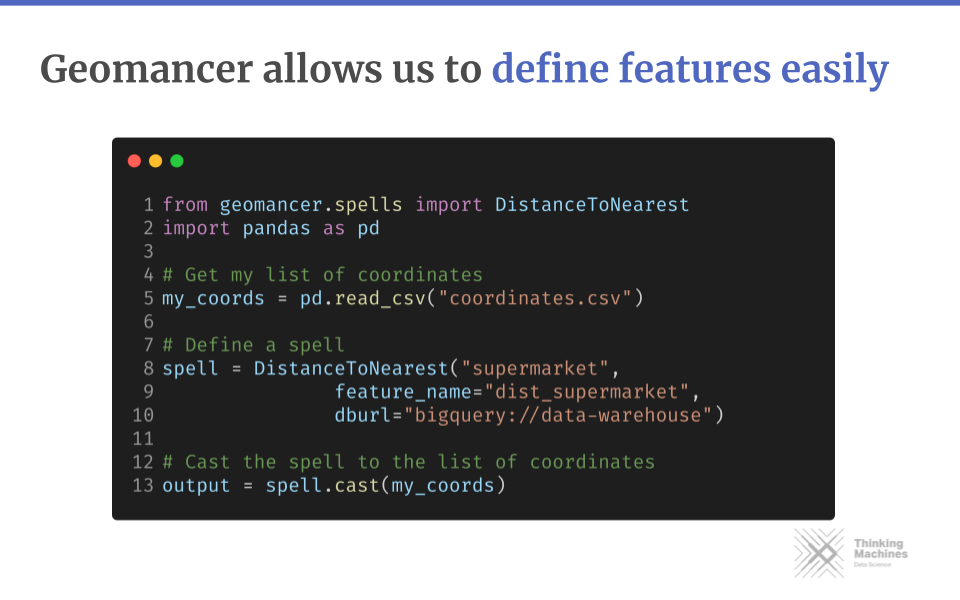 Geomancer allows us to define features easily
1 from geomancer.spells import DistanceToNearest
2 import pandas as pd
3
4 # Get my list of coordinates
5 my_coords = pd.read_csv("coordinates.csv")
6
7 # Define a spell
8 spell = DistanceToNearest("supermarket",
9                feature_name="dist_supermarket",
10                dburl="bigquery://data-warehouse")
11
12 # Cast the spell to the list of coordinates
13 output = spell.cast(my_coords)
Thinking
Machines
Data Science